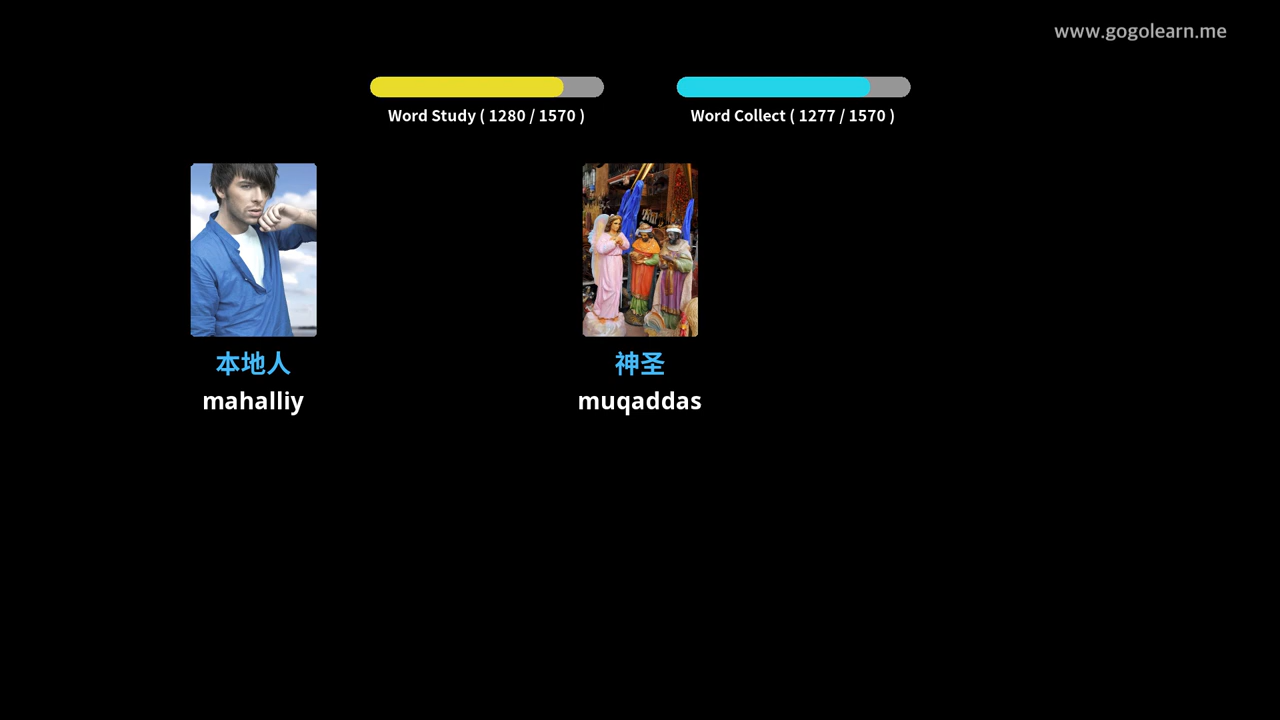 www.gogolearn.me
Word Study ( 1280 / 1570 )
Word Collect ( 1277 / 1570 )
本地人
mahalliy
神圣
muqaddas